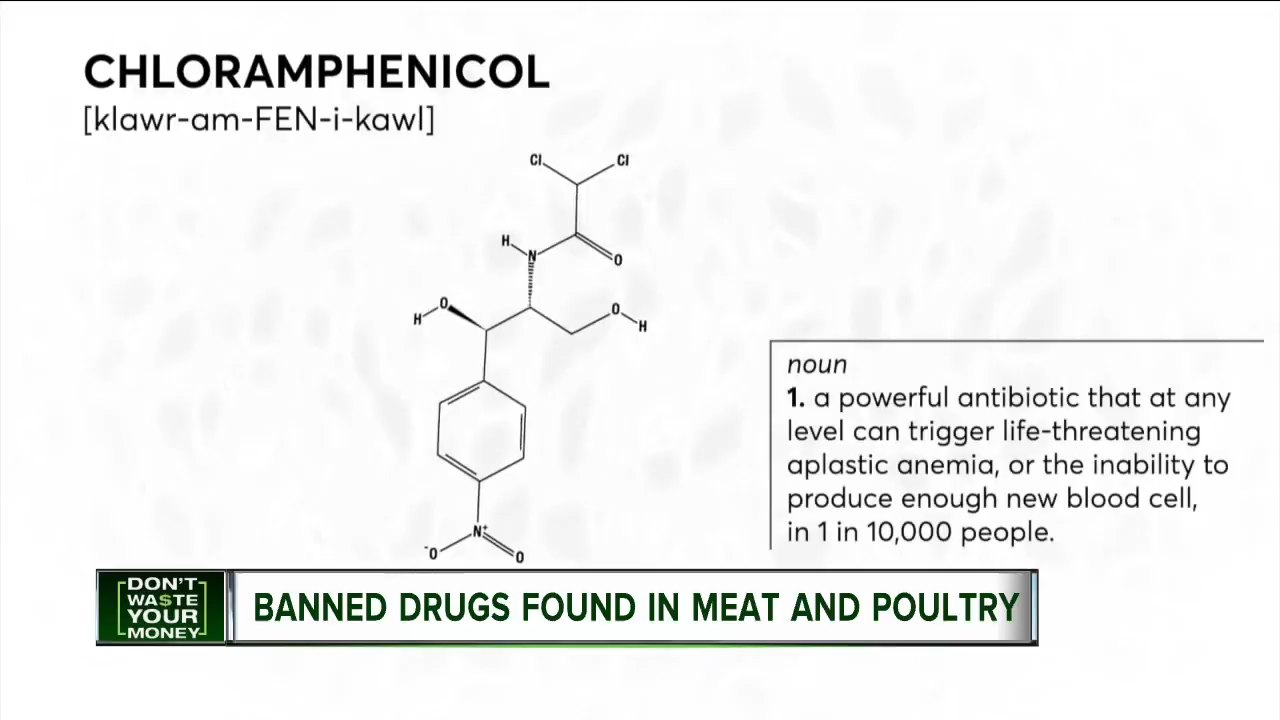 CHLORAMPHENICOL
[klawr-am-FEN-i-kawl]
Cl Cl
H
N
O
H O
O
H
noun
1. a powerful antibiotic that at any
level can trigger life-threatening
aplastic anemia, or the inability to
produce enough new blood cell,
in 1 in 10,000 people.
N+
-O O
DON'T
WA$TE
YOUR
MONEY
BANNED DRUGS FOUND IN MEAT AND POULTRY